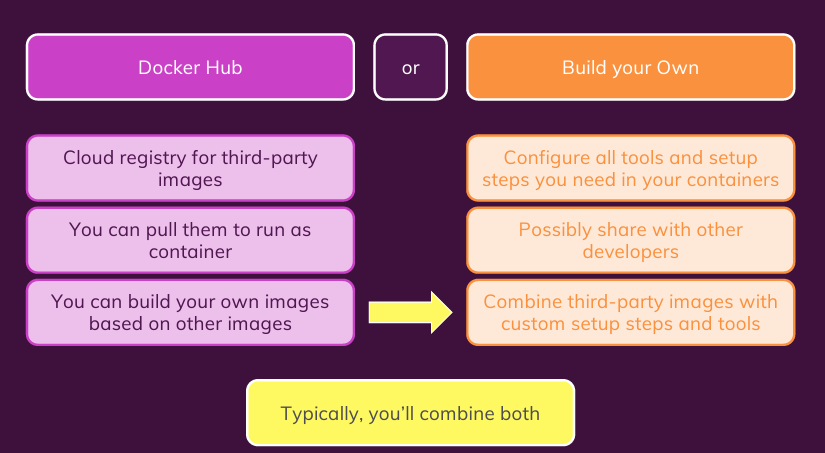 Docker Hub
or
Build your Own
Cloud registry for third-party
images
You can pull them to run as
container
You can build your own images
based on other images
Configure all tools and setup
steps you need in your containers
Possibly share with other
developers
Combine third-party images with
custom setup steps and tools
Typically, you’ll combine both